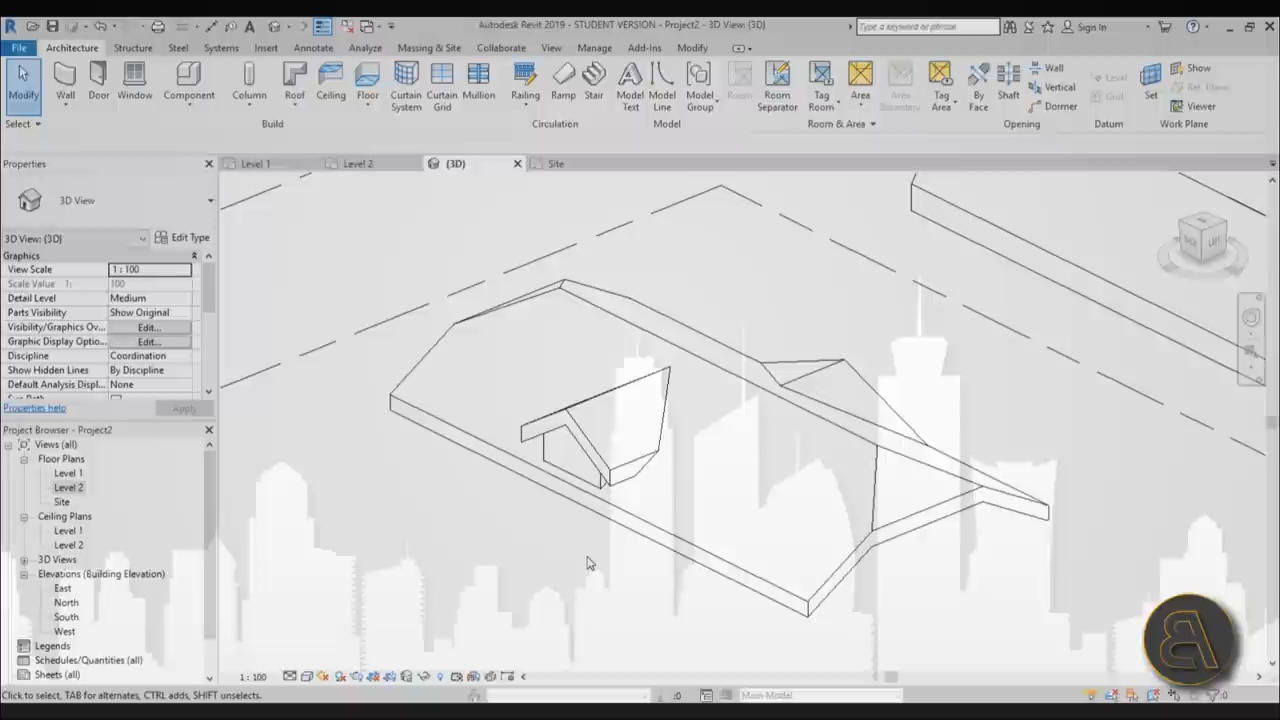 Autodesk Revit 2019 - STUDENT VERSION - Project2 - 3D View: {3D}
Type a keyword or phrase
Sign In
File Architecture Structure Steel Systems Insert Annotate Analyze Massing & Site Collaborate View Manage Add-Ins Modify
Modify
Wall
Door
Window
Component
Column
Roof
Ceiling
Floor
Curtain System
Curtain Grid
Mullion
Railing
Ramp
Stair
Model Text
Model Line
Model Group
Room
Room Separator
Tag Room
Area
Area Boundary
Tag Area
By Face
Shaft
Wall
Vertical
Dormer
Level
Grid
Set
Show
Ref Plane
Viewer
Select
Build
Circulation
Model
Room & Area
Opening
Datum
Work Plane
Properties
Level 1
Level 2
{3D}
Site
3D View
3D View: {3D}
Edit Type
Graphics
View Scale 1 : 100
Scale Value 1: 100
Detail Level Medium
Parts Visibility Show Original
Visibility/Graphics Ov... Edit...
Graphic Display Optio... Edit...
Discipline Coordination
Show Hidden Lines By Discipline
Default Analysis Displ... None
Properties help
Apply
Project Browser - Project2
Views (all)
Floor Plans
Level 1
Level 2
Site
Ceiling Plans
Level 1
Level 2
3D Views
Elevations (Building Elevation)
East
North
South
West
Legends
Schedules/Quantities (all)
Sheets (all)
1 : 100
Click to select, TAB for alternates, CTRL adds, SHIFT unselects.
:0
Main Model
:0
BACK
LEFT